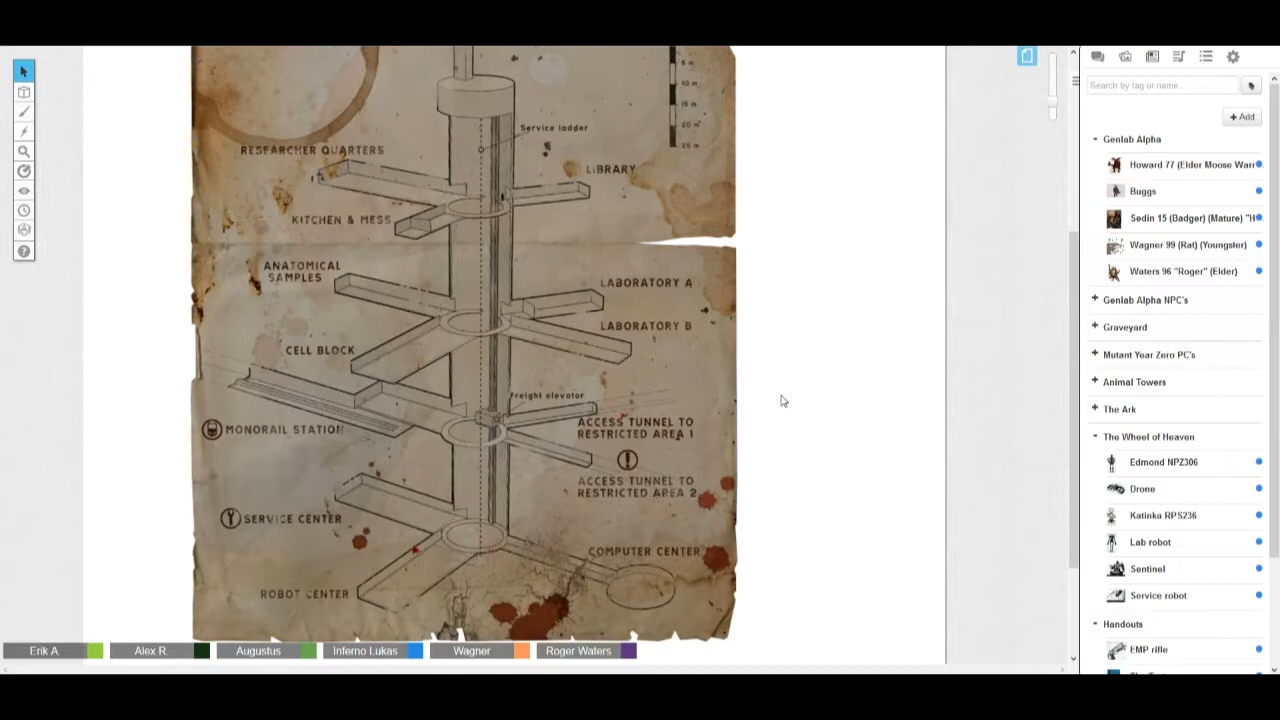 5 m
10 m
15 m
20 m
25 m
Service ladder
RESEARCHER QUARTERS
LIBRARY
KITCHEN & MESS
ANATOMICAL
SAMPLES
LABORATORY A
LABORATORY B
CELL BLOCK
Freight elevator
MONORAIL STATION
ACCESS TUNNEL TO
RESTRICTED AREA 1
ACCESS TUNNEL TO
RESTRICTED AREA 2
SERVICE CENTER
COMPUTER CENTER
ROBOT CENTER
Erik A.
Alex R.
Augustus
Inferno Lukas
Wagner
Roger Waters
Search by tag or name...
+ Add
Genlab Alpha
Howard 77 (Elder Moose Warr
Buggs
Sedin 15 (Badger) (Mature) "H
Wagner 99 (Rat) (Youngster)
Waters 96 "Roger" (Elder)
Genlab Alpha NPC's
Graveyard
Mutant Year Zero PC's
Animal Towers
The Ark
The Wheel of Heaven
Edmond NPZ306
Drone
Katinka RPS236
Lab robot
Sentinel
Service robot
Handouts
EMP rifle